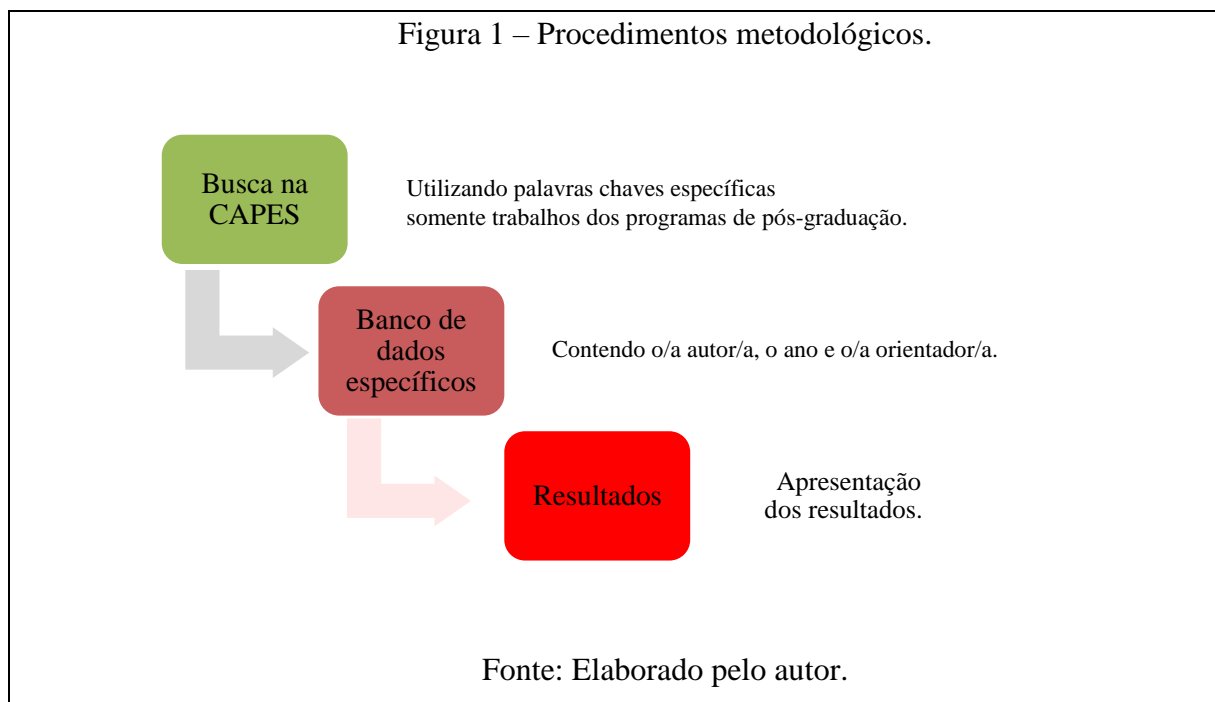 Figura 1 – Procedimentos metodológicos.
Busca na
CAPES
Utilizando palavras chaves específicas
somente trabalhos dos programas de pós-graduação.
Banco de
dados
específicos
Contendo o/a autor/a, o ano e o/a orientador/a.
Resultados
Apresentação
dos resultados.
Fonte: Elaborado pelo autor.